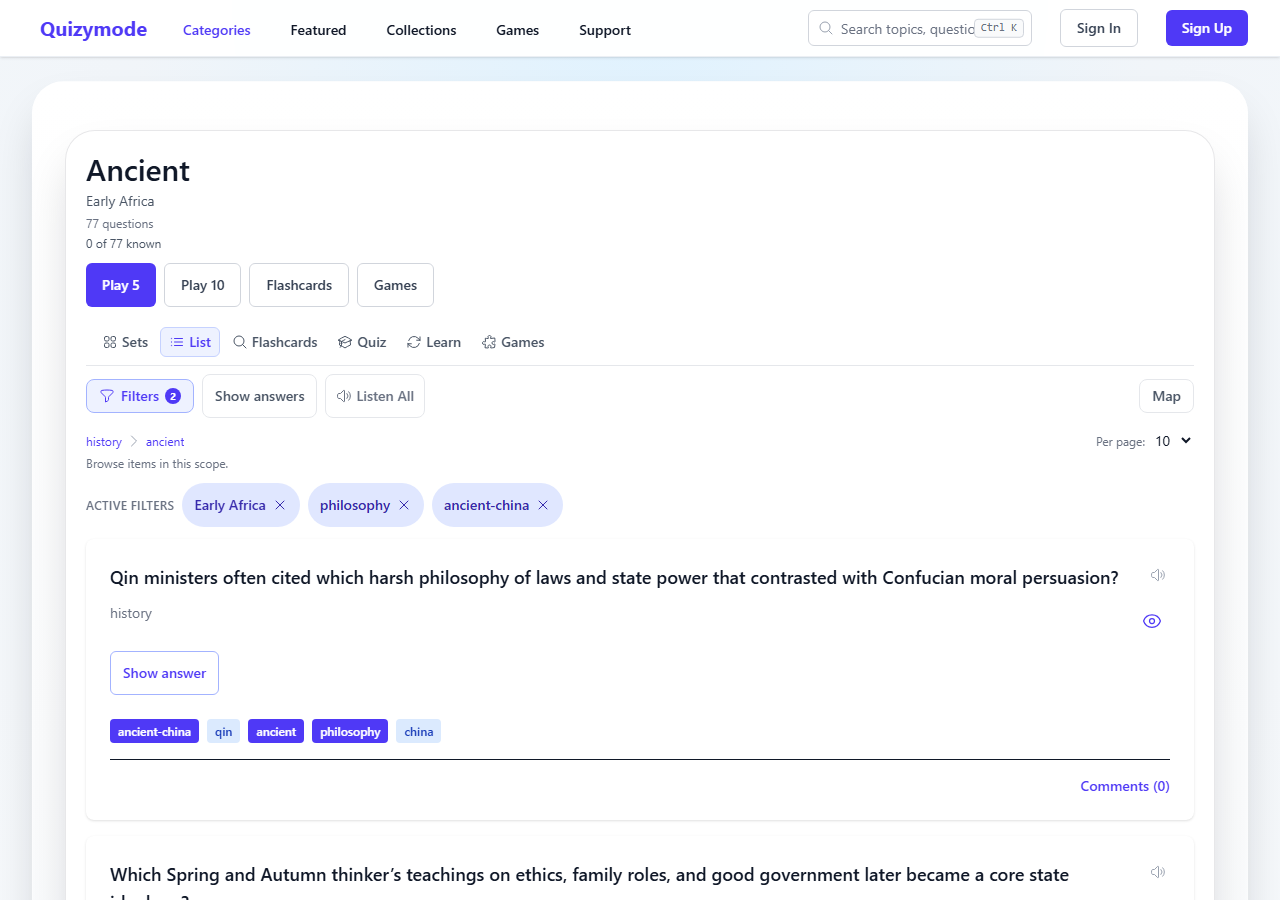 Quizymode Categories Featured Collections Games Support Search topics, questio Ctrl K Sign In Sign Up
Ancient
Early Africa
77 questions
0 of 77 known
Play 5 Play 10 Flashcards Games
Sets List Flashcards Quiz Learn Games
Filters 2 Show answers Listen All Map
history ancient Per page: 10
Browse items in this scope.
ACTIVE FILTERS Early Africa philosophy ancient-china
Qin ministers often cited which harsh philosophy of laws and state power that contrasted with Confucian moral persuasion?
history
Show answer
ancient-china qin ancient philosophy china
Comments (0)
Which Spring and Autumn thinker’s teachings on ethics, family roles, and good government later became a core state